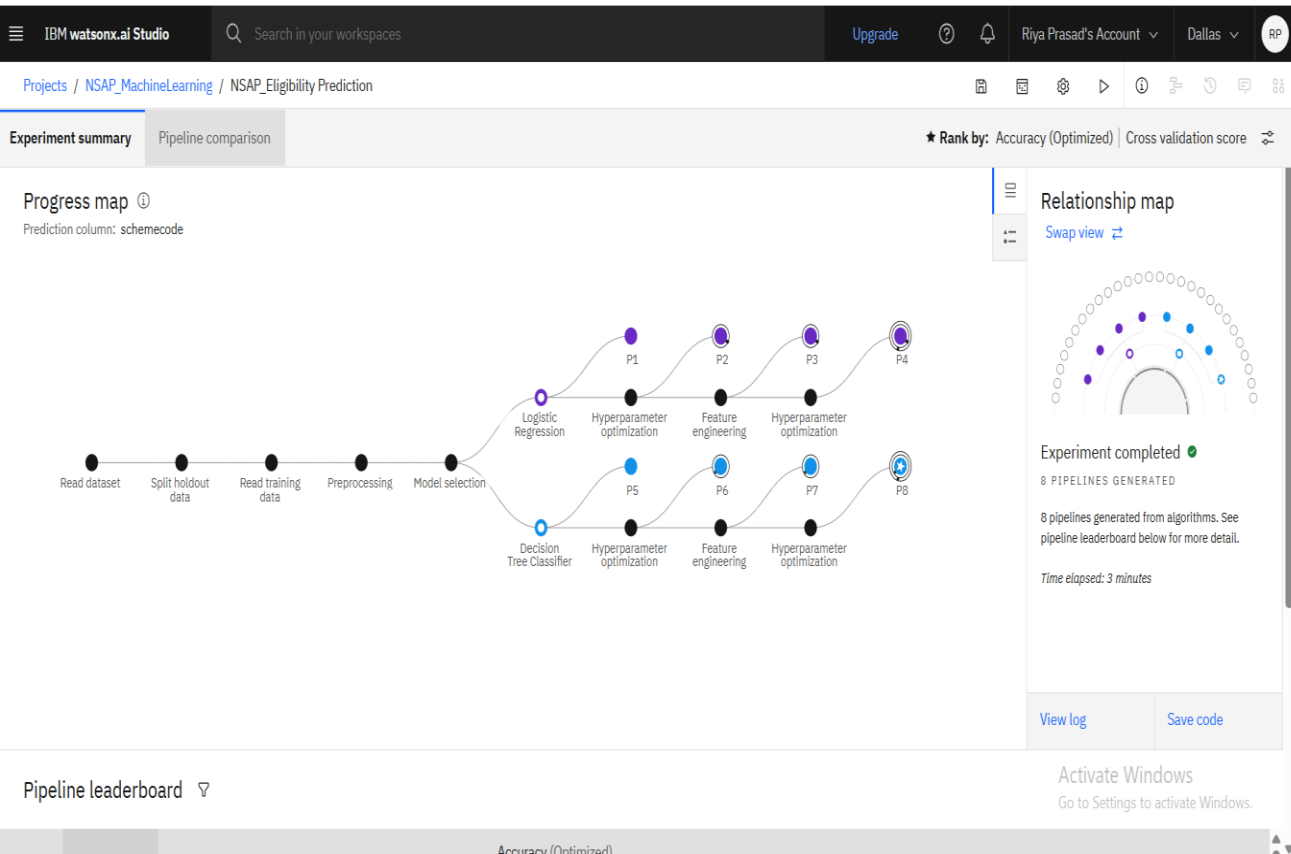 IBM watsonx.ai Studio
Search in your workspaces
Upgrade
Riya Prasad's Account
Dallas
RP
Projects / NSAP_MachineLearning / NSAP_Eligibility Prediction
Experiment summary
Pipeline comparison
★ Rank by: Accuracy (Optimized) | Cross validation score
Progress map
Prediction column: schemecode
P1
P2
P3
P4
Logistic
Regression
Hyperparameter
optimization
Feature
engineering
Hyperparameter
optimization
Read dataset
Split holdout
data
Read training
data
Preprocessing
Model selection
P5
P6
P7
P8
Decision
Tree Classifier
Hyperparameter
optimization
Feature
engineering
Hyperparameter
optimization
Relationship map
Swap view
Experiment completed
8 PIPELINES GENERATED
8 pipelines generated from algorithms. See
pipeline leaderboard below for more detail.
Time elapsed: 3 minutes
View log
Save code
Pipeline leaderboard
Activate Windows
Go to Settings to activate Windows.
Accuracy (Optimized)